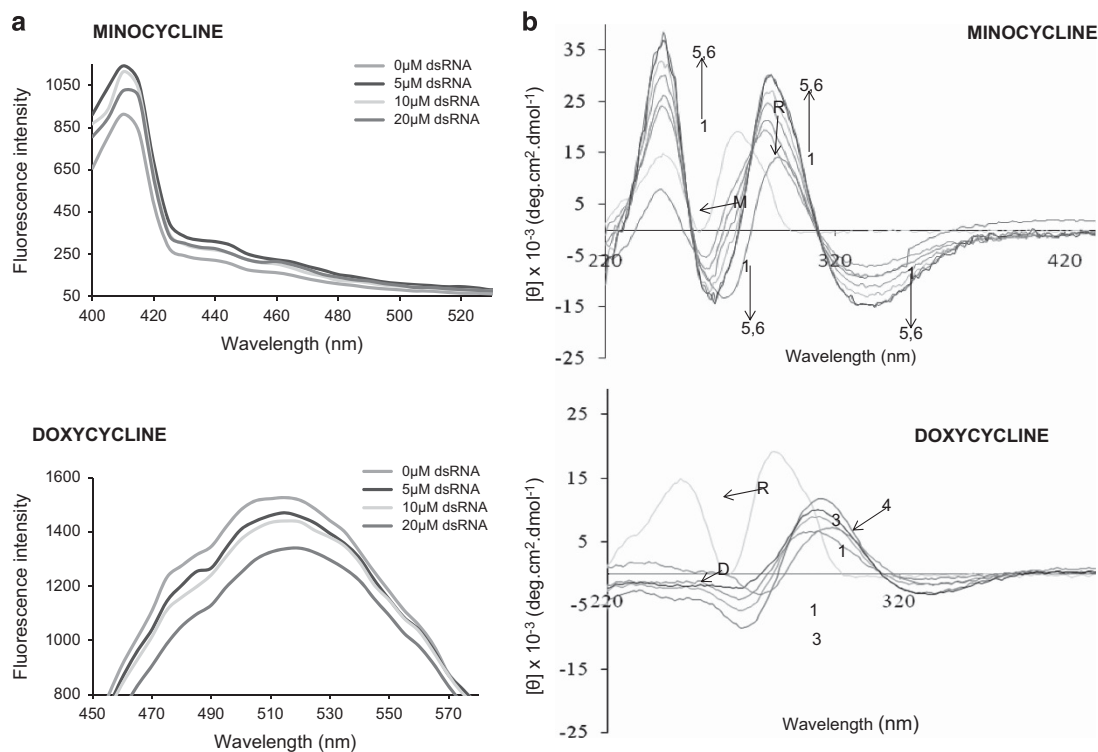 a
MINOCYCLINE
Fluorescence intensity
1050
850
650
450
250
50
400 420 440 460 480 500 520
Wavelength (nm)
0µM dsRNA
5µM dsRNA
10µM dsRNA
20µM dsRNA
DOXYCYCLINE
Fluorescence intensity
1600
1400
1200
1000
800
450 470 490 510 530 550 570
Wavelength (nm)
0µM dsRNA
5µM dsRNA
10µM dsRNA
20µM dsRNA
b
MINOCYCLINE
[θ] x 10-3 (deg.cm2.dmol-1)
35
25
15
5
-5
-15
-25
220 320 420
5,6
1
R
5,6
1
M
1
5,6
1
5,6
Wavelength (nm)
DOXYCYCLINE
[θ] x 10-3 (deg.cm2.dmol-1)
25
15
5
-5
-15
-25
220 320
R
4
3
1
D
1
3
Wavelength (nm)